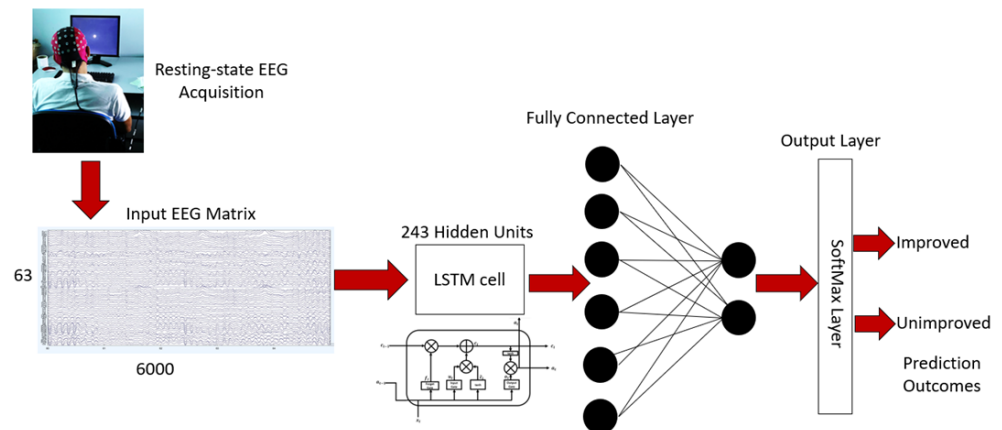 Resting-state EEG
Acquisition
Input EEG Matrix
63
6000
243 Hidden Units
LSTM cell
Fully Connected Layer
Output Layer
SoftMax Layer
Improved
Unimproved
Prediction
Outcomes